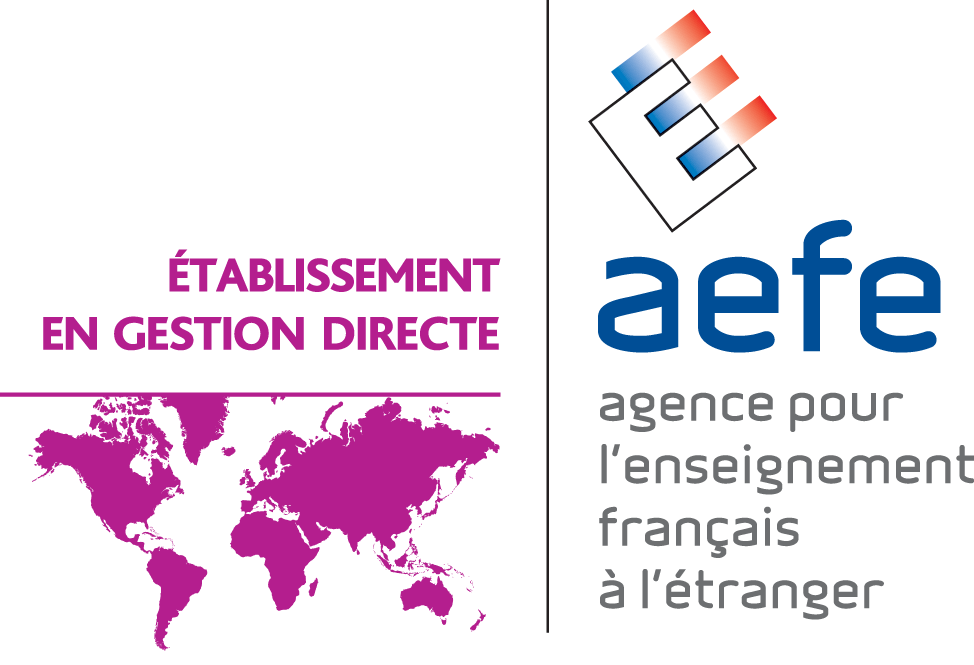 ÉTABLISSEMENT
EN GESTION DIRECTE
aefe
agence pour
l'enseignement
français
à l'étranger